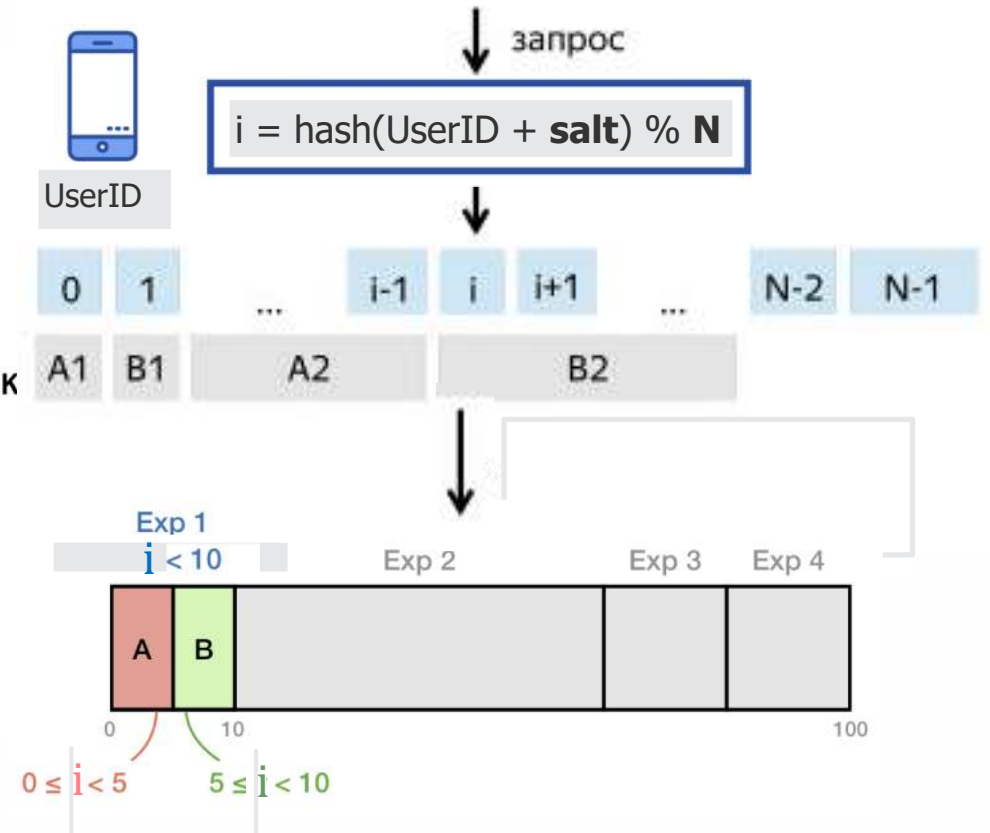 запрос
i = hash(UserID + salt) % N
UserID
0 1 ... i-1 i i+1 ... N-2 N-1
к A1 B1 A2 B2
Exp 1
i < 10 Exp 2 Exp 3 Exp 4
A B
0 10 100
0 ≤ i < 5 5 ≤ i < 10